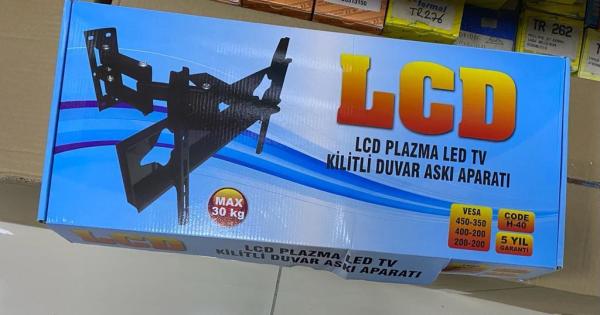 fermol
TR276
TR 262
LCD
LCD PLAZMA LED TV
KİLİTLİ DUVAR ASKI APARATI
MAX
30 kg
VESA
450-350
400-200
200-200
CODE
H-40
5 YIL
GARANTİ
LCD
LCD PLAZMA LED TV
KİLİTLİ DUVAR ASKI APARATI